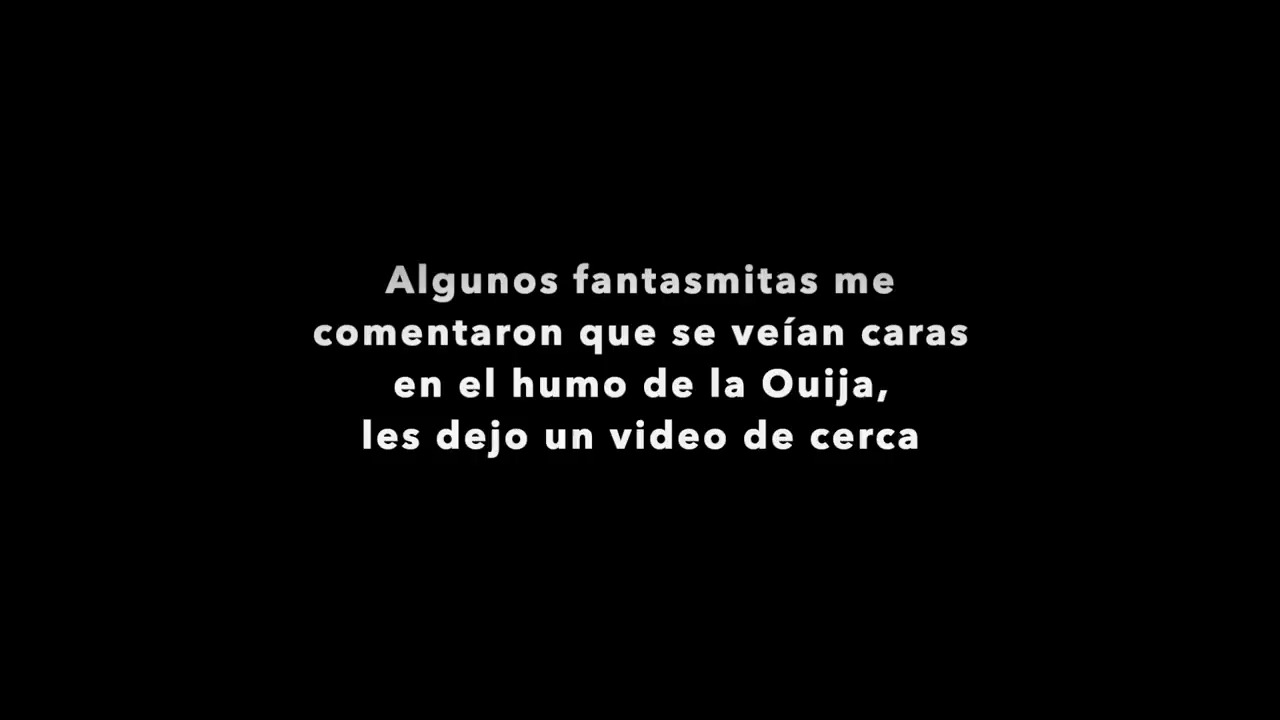 Algunos fantasmitas me
comentaron que se veían caras
en el humo de la Ouija,
les dejo un video de cerca